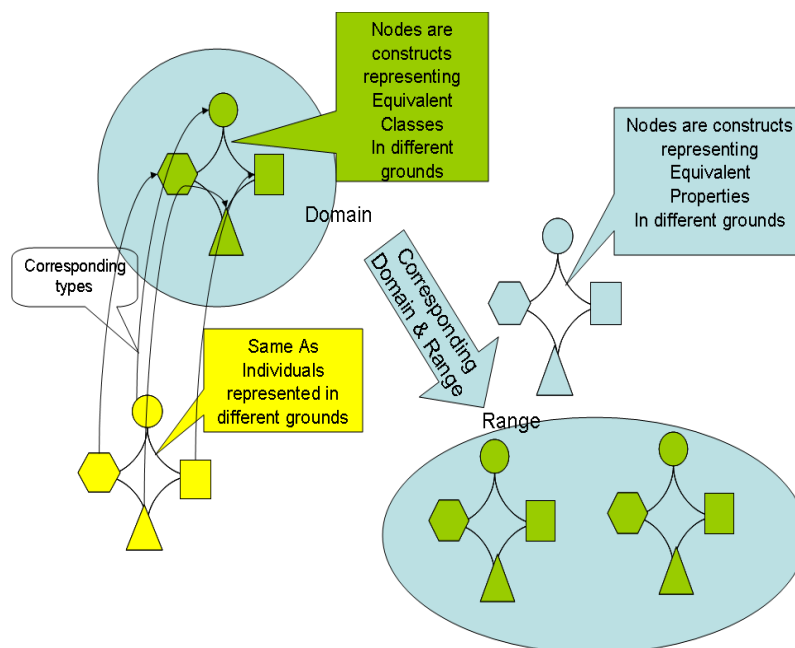 Nodes are
constructs
representing
Equivalent
Classes
In different
grounds
Domain
Nodes are constructs
representing
Equivalent
Properties
In different grounds
Corresponding
types
Corresponding
Domain & Range
Same As
Individuals
represented in
different grounds
Range